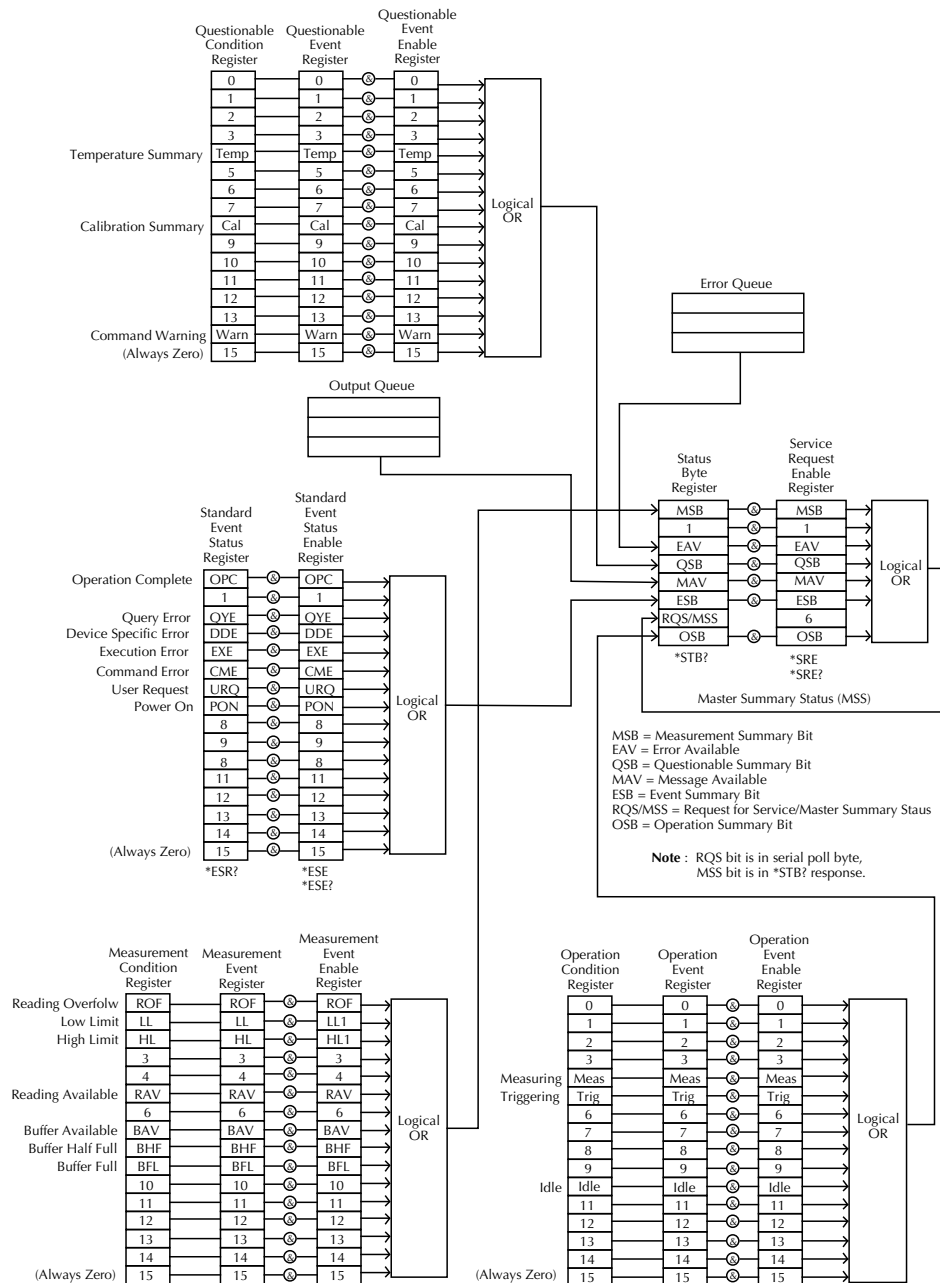 Questionable Condition Register
Questionable Event Register
Questionable Event Enable Register
0 0 & 0
1 1 & 1
2 2 & 2
3 3 & 3
Temperature Summary Temp Temp & Temp
5 5 & 5
6 6 & 6
7 7 & 7
Calibration Summary Cal Cal & Cal
9 9 & 9
10 10 & 10
11 11 & 11
12 12 & 12
13 13 & 13
Command Warning Warn Warn & Warn
(Always Zero) 15 15 & 15
Logical OR
Error Queue
Output Queue
Status Byte Register
Service Request Enable Register
MSB & MSB
1 & 1
EAV & EAV
QSB & QSB
MAV & MAV
ESB & ESB
RQS/MSS 6
OSB & OSB
*STB?
*SRE
*SRE?
Logical OR
Master Summary Status (MSS)
MSB = Measurement Summary Bit
EAV = Error Available
QSB = Questionable Summary Bit
MAV = Message Available
ESB = Event Summary Bit
RQS/MSS = Request for Service/Master Summary Staus
OSB = Operation Summary Bit
Note : RQS bit is in serial poll byte,
MSS bit is in *STB? response.
Standard Event Status Register
Standard Event Status Enable Register
Operation Complete OPC & OPC
1 & 1
Query Error QYE & QYE
Device Specific Error DDE & DDE
Execution Error EXE & EXE
Command Error CME & CME
User Request URQ & URQ
Power On PON & PON
8 & 8
9 & 9
8 & 8
11 & 11
12 & 12
13 & 13
14 & 14
(Always Zero) 15 & 15
*ESR?
*ESE
*ESE?
Logical OR
Measurement Condition Register
Measurement Event Register
Measurement Event Enable Register
Reading Overfolw ROF ROF & ROF
Low Limit LL LL & LL1
High Limit HL HL & HL1
3 3 & 3
4 4 & 4
Reading Available RAV RAV & RAV
6 6 & 6
Buffer Available BAV BAV & BAV
Buffer Half Full BHF BHF & BHF
Buffer Full BFL BFL & BFL
10 10 & 10
11 11 & 11
12 12 & 12
13 13 & 13
14 14 & 14
(Always Zero) 15 15 & 15
Logical OR
Operation Condition Register
Operation Event Register
Operation Event Enable Register
0 0 & 0
1 1 & 1
2 2 & 2
3 3 & 3
Measuring Meas Meas & Meas
Triggering Trig Trig & Trig
6 6 & 6
7 7 & 7
8 8 & 8
9 9 & 9
Idle Idle Idle & Idle
11 11 & 11
12 12 & 12
13 13 & 13
14 14 & 14
(Always Zero) 15 15 & 15
Logical OR